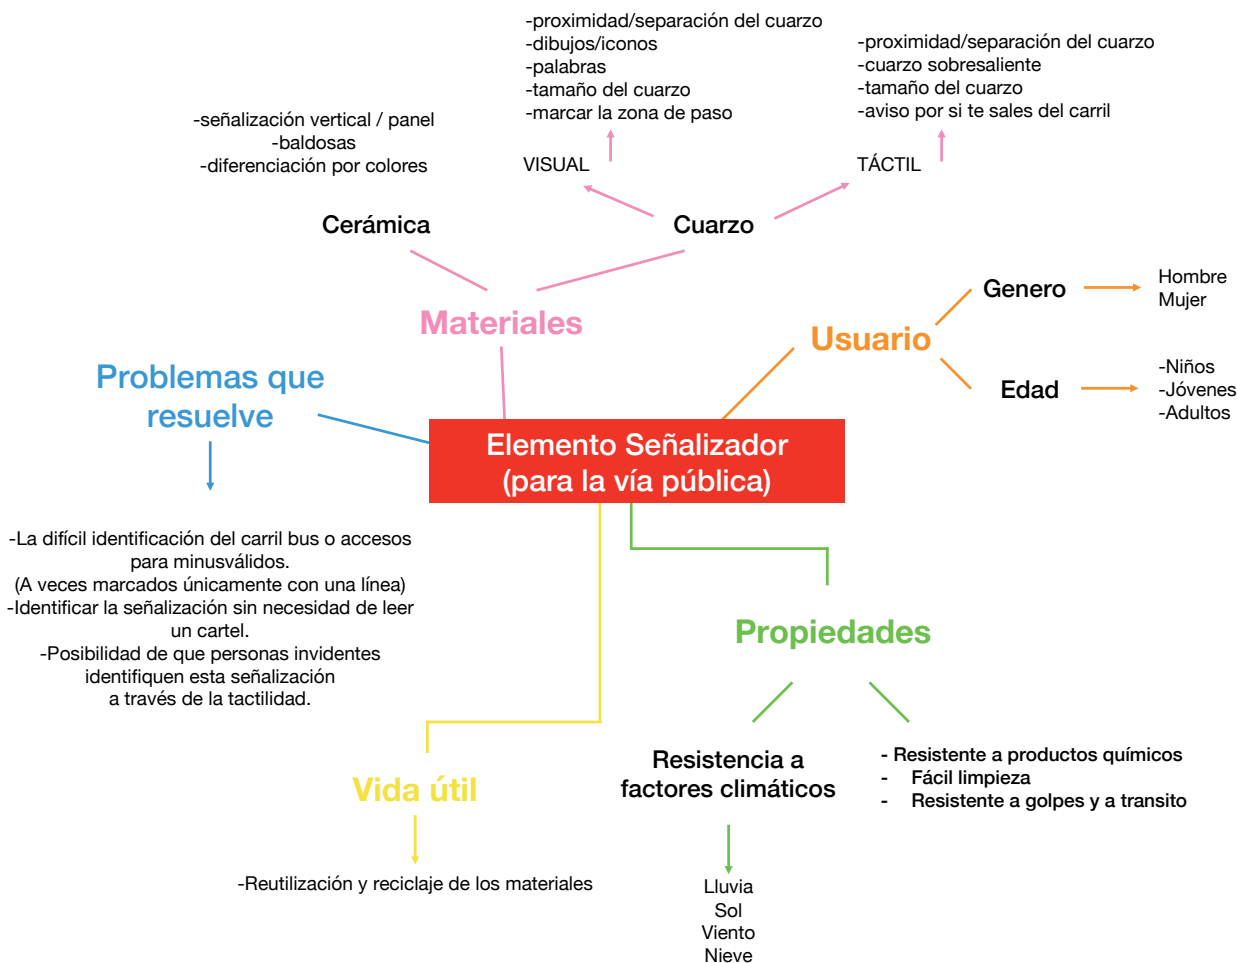 -proximidad/separación del cuarzo
-dibujos/iconos
-palabras
-tamaño del cuarzo
-marcar la zona de paso
-proximidad/separación del cuarzo
-cuarzo sobresaliente
-tamaño del cuarzo
-aviso por si te sales del carril
-señalización vertical / panel
-baldosas
-diferenciación por colores
VISUAL
TÁCTIL
Cerámica
Cuarzo
Materiales
Usuario
Genero
Hombre
Mujer
Edad
-Niños
-Jóvenes
-Adultos
Problemas que
resuelve
Elemento Señalizador
(para la vía pública)
-La difícil identificación del carril bus o accesos
para minusválidos.
(A veces marcados únicamente con una línea)
-Identificar la señalización sin necesidad de leer
un cartel.
-Posibilidad de que personas invidentes
identifiquen esta señalización
a través de la tactilidad.
Propiedades
Resistencia a
factores climáticos
- Resistente a productos químicos
- Fácil limpieza
- Resistente a golpes y a transito
Vida útil
-Reutilización y reciclaje de los materiales
Lluvia
Sol
Viento
Nieve